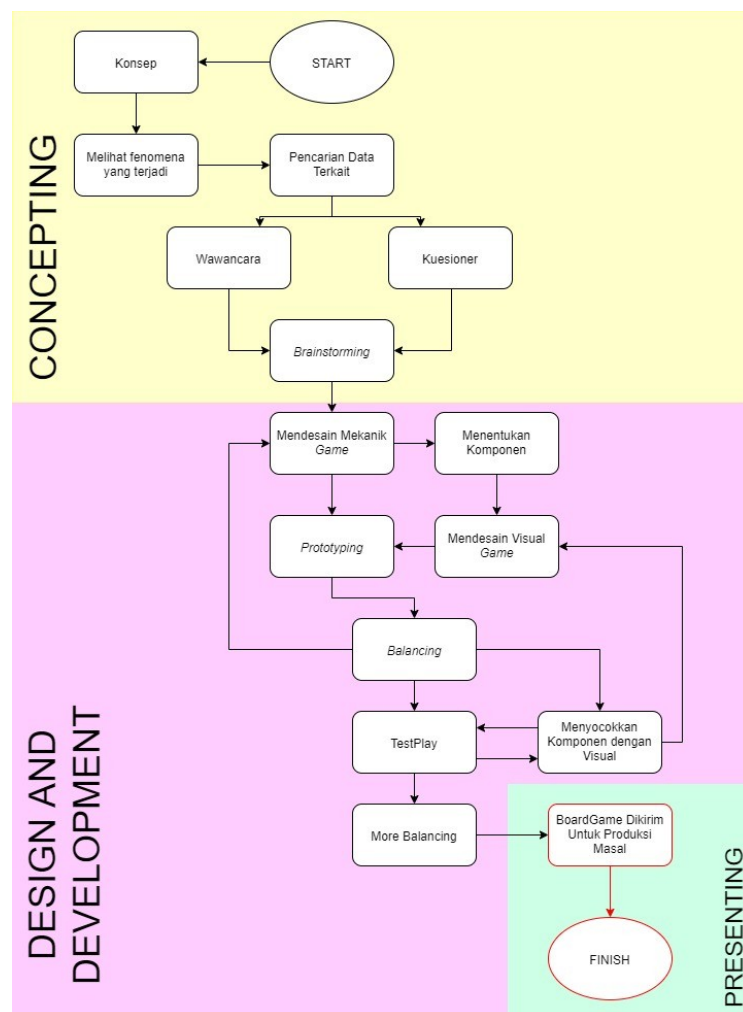 CONCEPTING
START
Konsep
Melihat fenomena
yang terjadi
Pencarian Data
Terkait
Wawancara
Kuesioner
Brainstorming
DESIGN AND
DEVELOPMENT
Mendesain Mekanik
Game
Menentukan
Komponen
Prototyping
Mendesain Visual
Game
Balancing
TestPlay
Menyocokkan
Komponen dengan
Visual
More Balancing
PRESENTING
BoardGame Dikirim
Untuk Produksi
Masal
FINISH